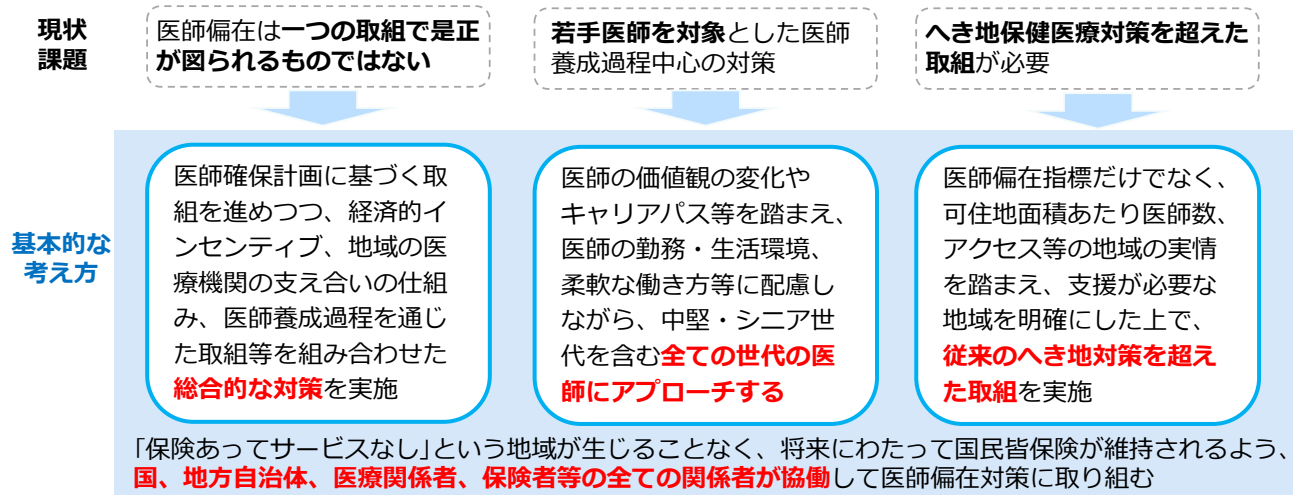 現状
課題
医師偏在は一つの取組で是正
が図られるものではない
若手医師を対象とした医師
養成過程中心の対策
へき地保健医療対策を超えた
取組が必要
基本的な
考え方
医師確保計画に基づく取
組を進めつつ、経済的イ
ンセンティブ、地域の医
療機関の支え合いの仕組
み、医師養成過程を通じ
た取組等を組み合わせた
総合的な対策を実施
医師の価値観の変化や
キャリアパス等を踏まえ、
医師の勤務・生活環境、
柔軟な働き方等に配慮し
ながら、中堅・シニア世
代を含む全ての世代の医
師にアプローチする
医師偏在指標だけでなく、
可住地面積あたり医師数、
アクセス等の地域の実情
を踏まえ、支援が必要な
地域を明確にした上で、
従来のへき地対策を超え
た取組を実施
「保険あってサービスなし」という地域が生じることなく、将来にわたって国民皆保険が維持されるよう、
国、地方自治体、医療関係者、保険者等の全ての関係者が協働して医師偏在対策に取り組む